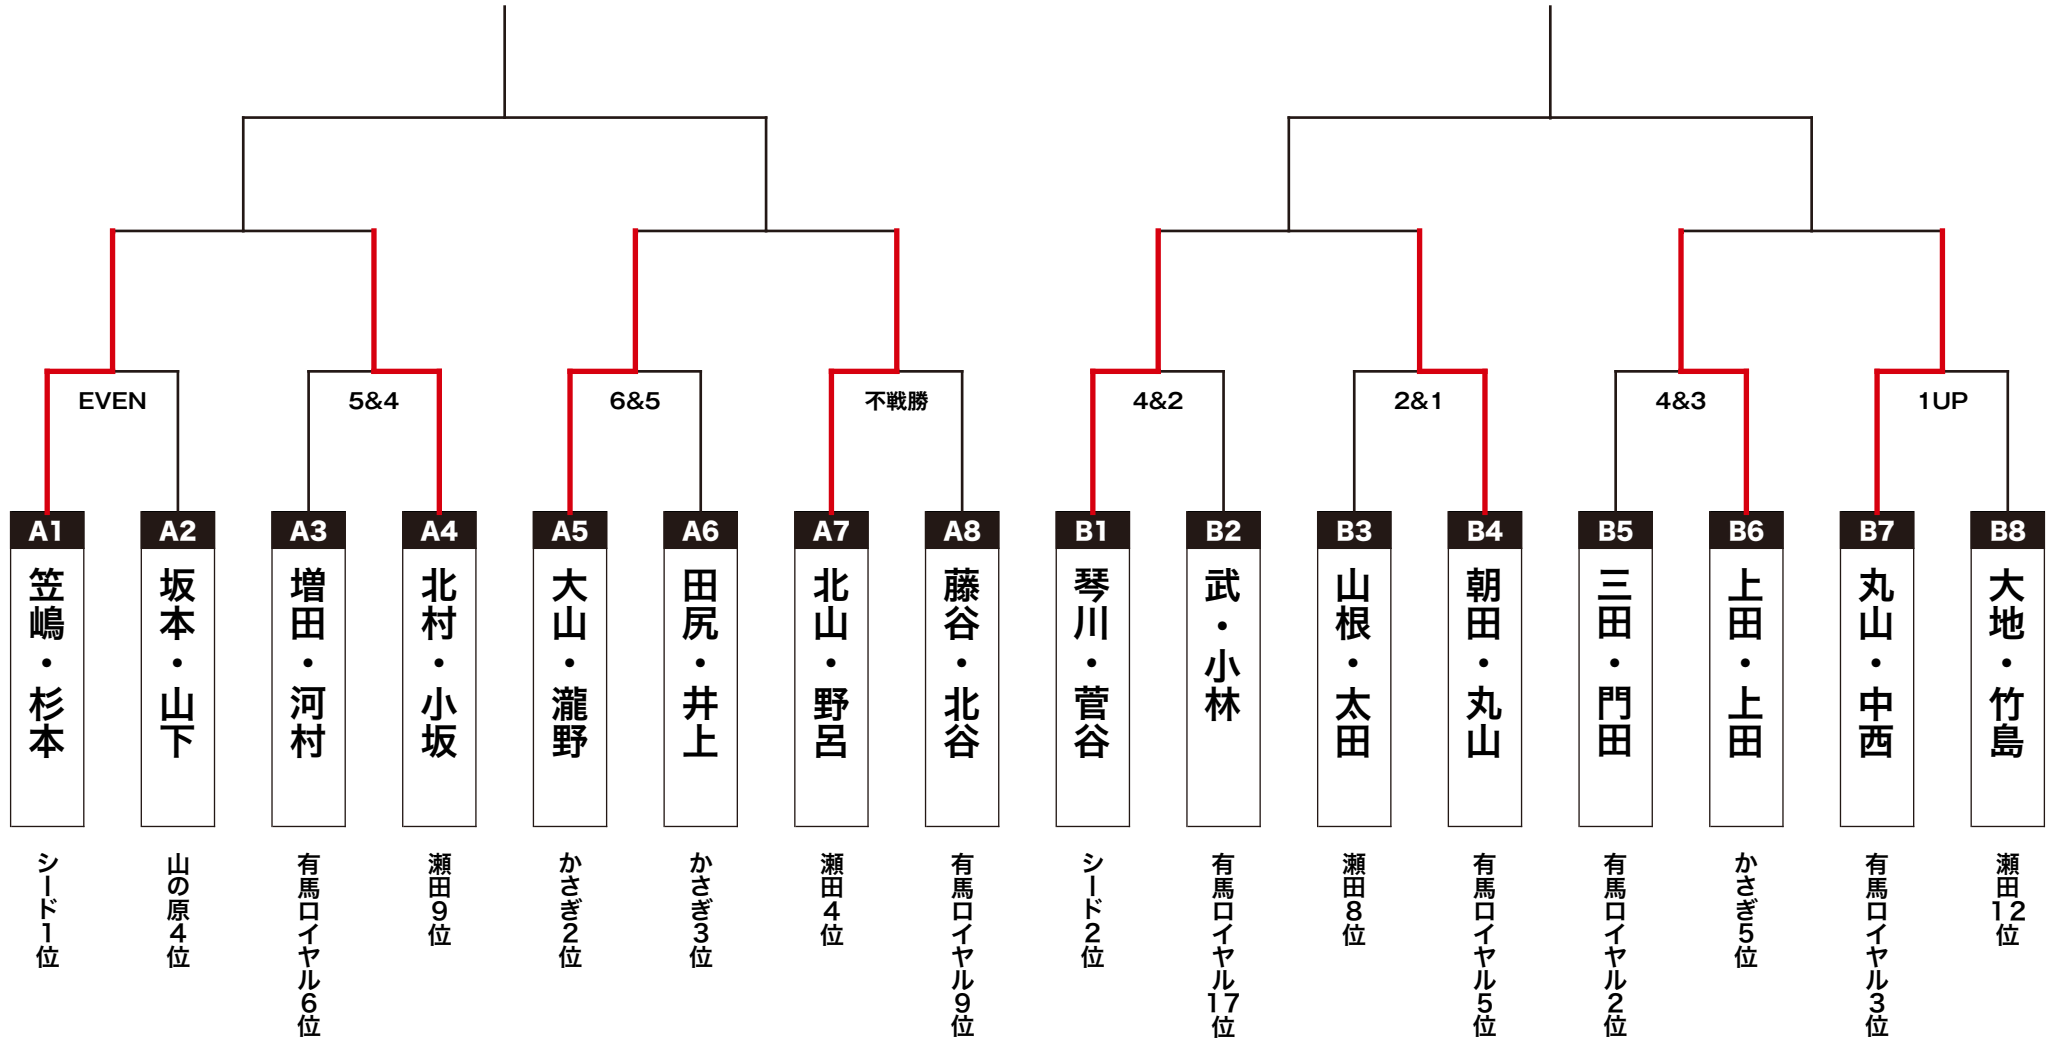 EVEN
5&4
6&5
不戦勝
4&2
2&1
4&3
1UP
A1
笠嶋・杉本
シード1位
A2
坂本・山下
山の原4位
A3
増田・河村
有馬ロイヤル6位
A4
北村・小坂
瀬田9位
A5
大山・瀧野
かさぎ2位
A6
田尻・井上
かさぎ3位
A7
北山・野呂
瀬田4位
A8
藤谷・北谷
有馬ロイヤル9位
B1
琴川・菅谷
シード2位
B2
武・小林
有馬ロイヤル17位
B3
山根・太田
瀬田8位
B4
朝田・丸山
有馬ロイヤル5位
B5
三田・門田
有馬ロイヤル2位
B6
上田・上田
かさぎ5位
B7
丸山・中西
有馬ロイヤル3位
B8
大地・竹島
瀬田12位